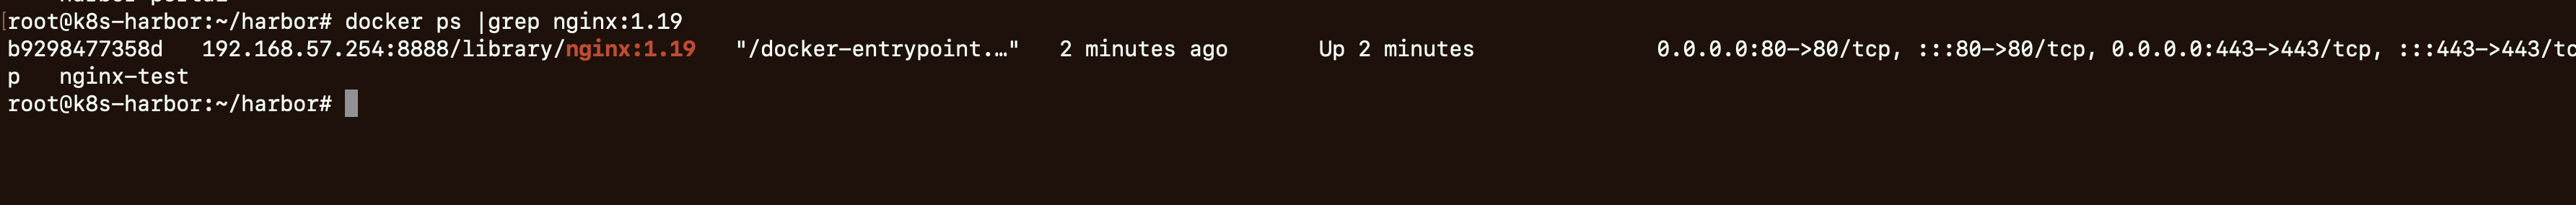 root@k8s-harbor:~/harbor# docker ps |grep nginx:1.19
b9298477358d   192.168.57.254:8888/library/nginx:1.19   "/docker-entrypoint.…"   2 minutes ago       Up 2 minutes             0.0.0.0:80->80/tcp, :::80->80/tcp, 0.0.0.0:443->443/tcp, :::443->443/tc
p   nginx-test
root@k8s-harbor:~/harbor#